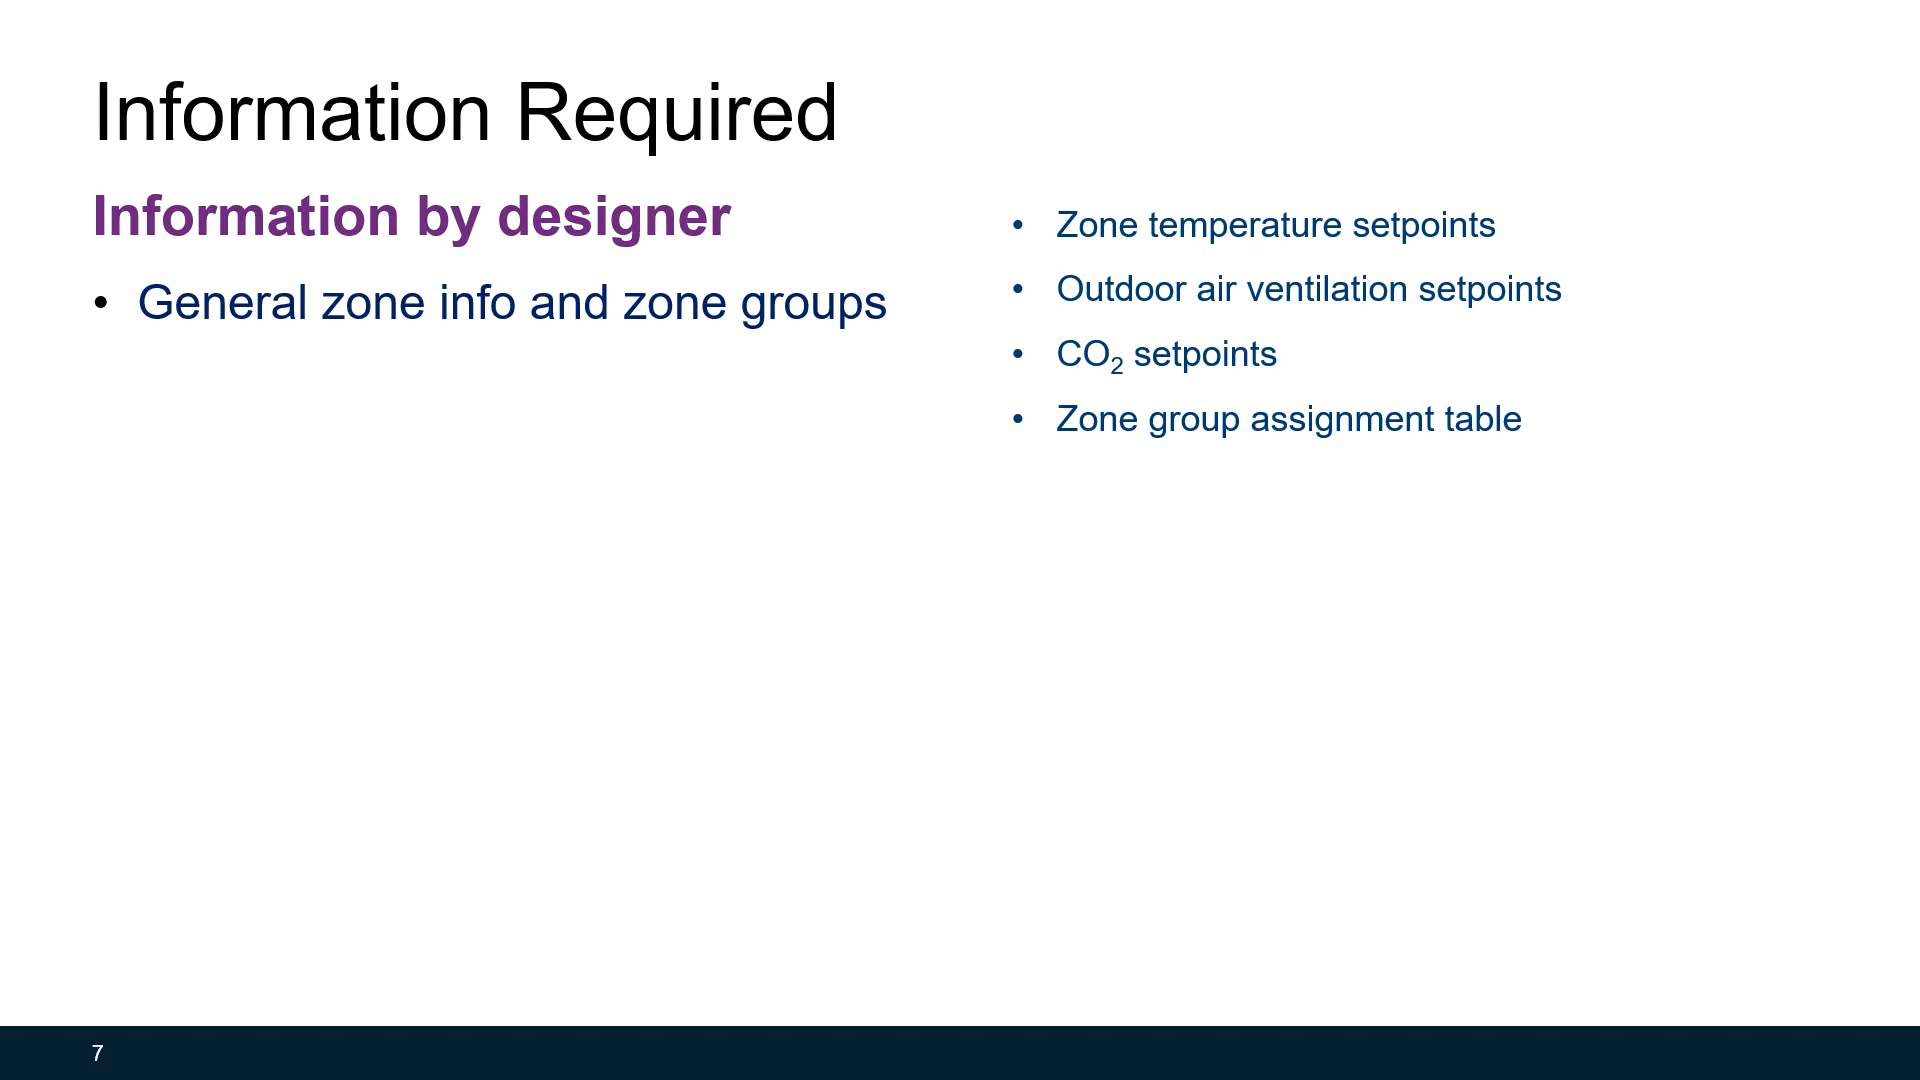 Information Required
Information by designer
• General zone info and zone groups
• Zone temperature setpoints
• Outdoor air ventilation setpoints
• CO₂ setpoints
• Zone group assignment table
7